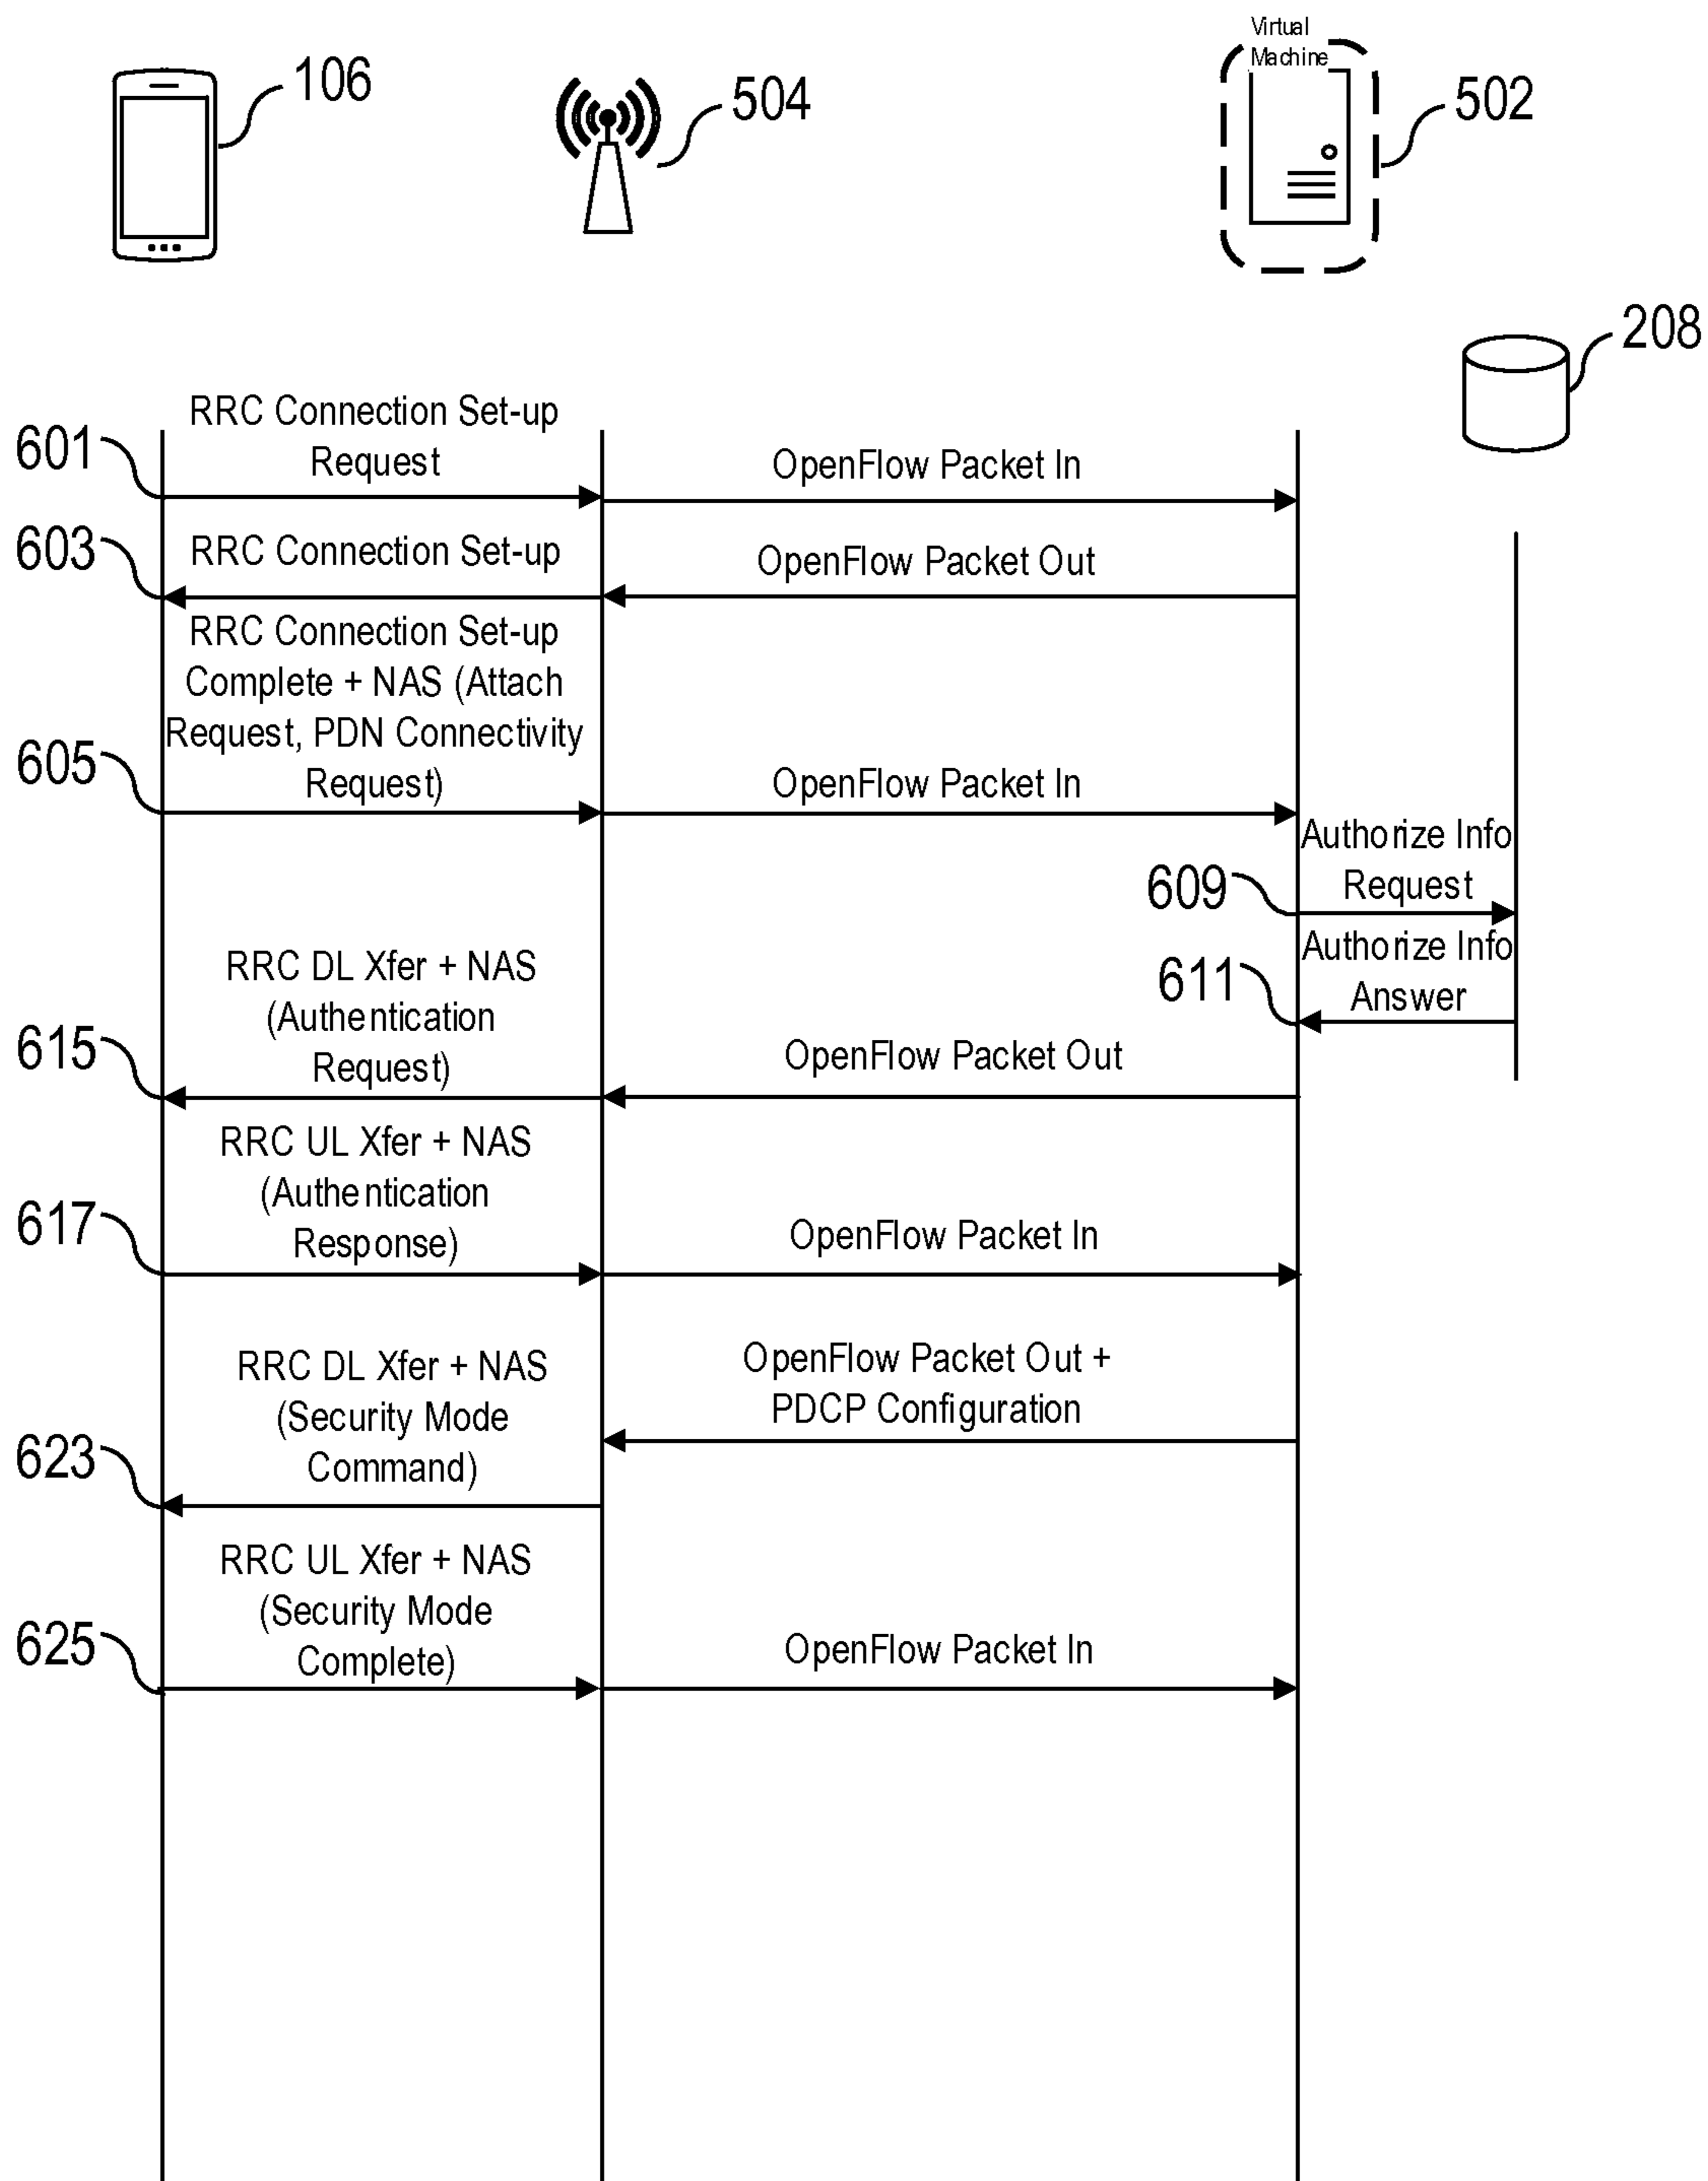 Virtual
Machine
106
504
502
208
RRC Connection Set-up
Request
601
OpenFlow Packet In
603
RRC Connection Set-up
OpenFlow Packet Out
RRC Connection Set-up
Complete + NAS (Attach
Request, PDN Connectivity
Request)
605
OpenFlow Packet In
Authorize Info
Request
609
Authorize Info
Answer
611
RRC DL Xfer + NAS
(Authentication
Request)
615
OpenFlow Packet Out
RRC UL Xfer + NAS
(Authentication
Response)
617
OpenFlow Packet In
RRC DL Xfer + NAS
(Security Mode
Command)
623
OpenFlow Packet Out +
PDCP Configuration
RRC UL Xfer + NAS
(Security Mode
Complete)
625
OpenFlow Packet In